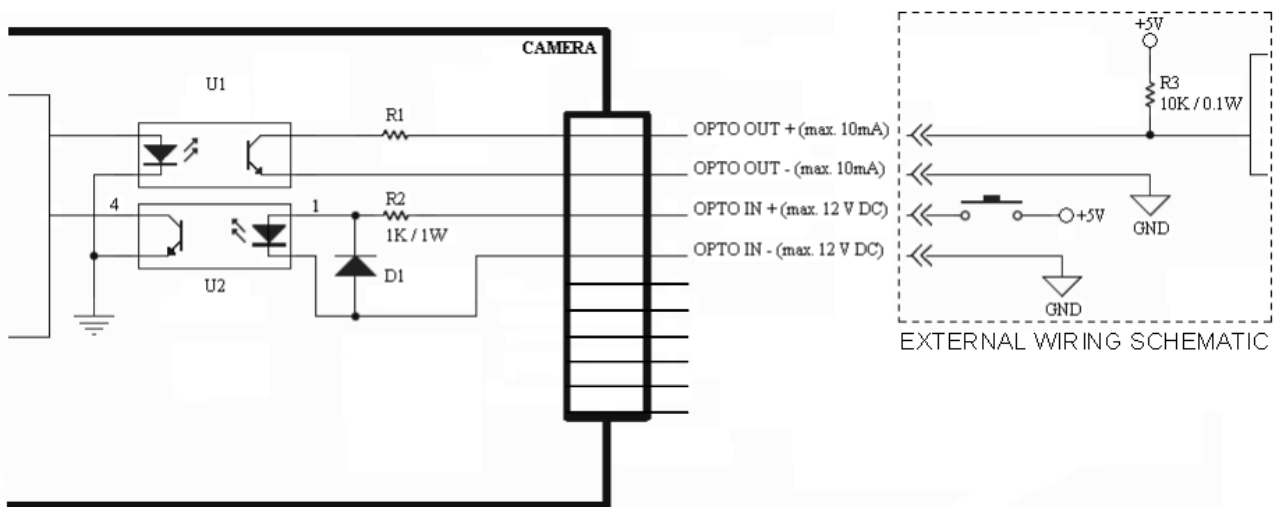 CAMERA
+5V
U1
R3
10K / 0.1W
R1
OPTO OUT + (max. 10mA)
OPTO OUT - (max. 10mA)
R2
4
1
OPTO IN + (max. 12 V DC)
+5V
GND
1K / 1W
OPTO IN - (max. 12 V DC)
U2
D1
GND
EXTERNAL WIRING SCHEMATIC